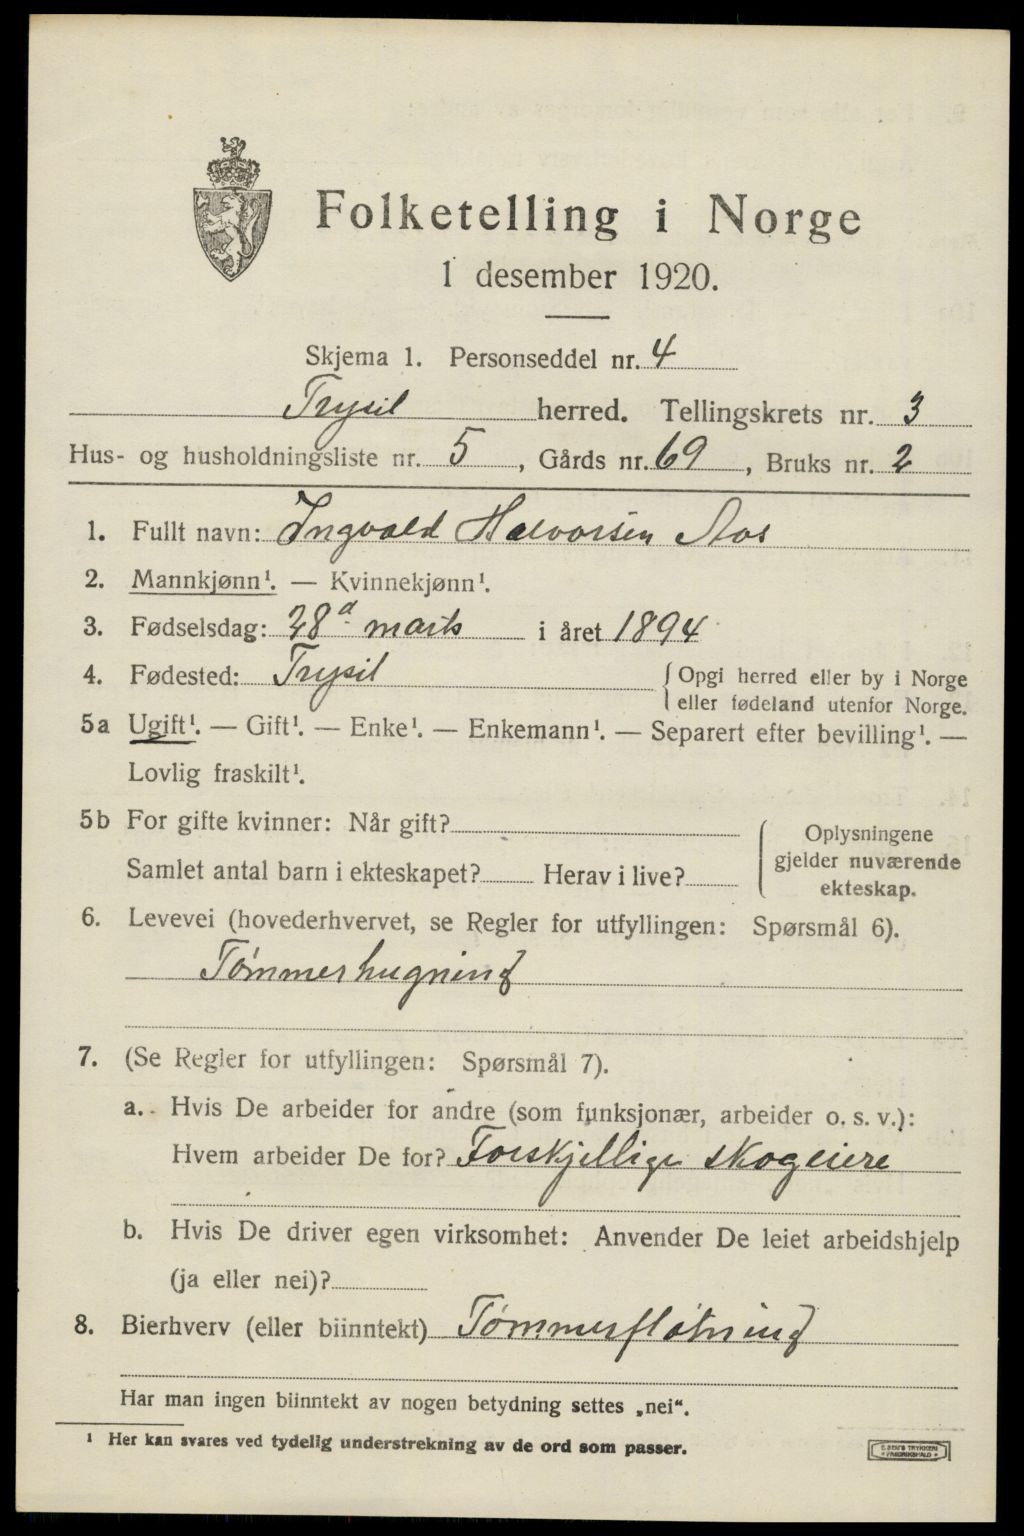 Folketelling i Norge
1 desember 1920.
Skjema 1. Personseddel nr. 4
Trysil herred. Tellingskrets nr. 3
Hus- og husholdningsliste nr. 5, Gårds nr. 69, Bruks nr. 2
1. Fullt navn: Ingvald Halvorsen Aos
2. Mannkjønn¹. — Kvinnekjønn¹.
3. Fødselsdag: 28d marts i året 1894
4. Fødested: Trysil { Opgi herred eller by i Norge
eller fødeland utenfor Norge.
5a Ugift¹. — Gift¹. — Enke¹. — Enkemann¹. — Separert efter bevilling¹. —
Lovlig fraskilt¹.
5b For gifte kvinner: Når gift?
Samlet antal barn i ekteskapet? Herav i live?
{ Oplysningene
gjelder nuværende
ekteskap.
6. Levevei (hovederhvervet, se Regler for utfyllingen: Spørsmål 6).
Tømmerhugning
7. (Se Regler for utfyllingen: Spørsmål 7).
a. Hvis De arbeider for andre (som funksjonær, arbeider o. s. v.):
Hvem arbeider De for? Forskjellige skogeiere
b. Hvis De driver egen virksomhet: Anvender De leiet arbeidshjelp
(ja eller nei)?
8. Bierhverv (eller biinntekt) Tømmerfløtning
Har man ingen biinntekt av nogen betydning settes „nei“.
¹ Her kan svares ved tydelig understrekning av de ord som passer.